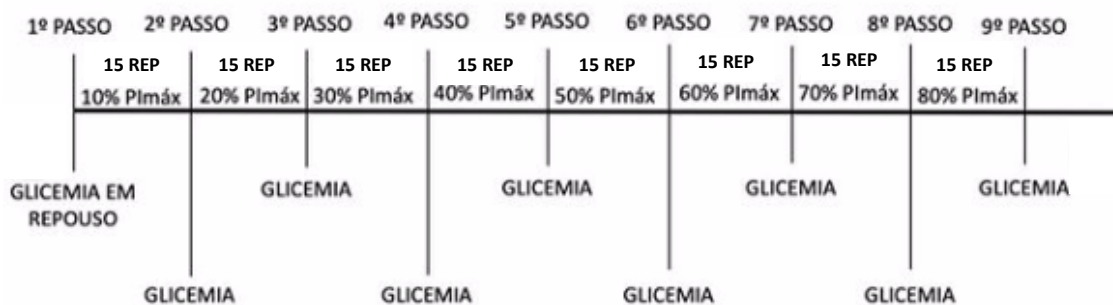 1º PASSO 2º PASSO 3º PASSO 4º PASSO 5º PASSO 6º PASSO 7º PASSO 8º PASSO 9º PASSO
15 REP 15 REP 15 REP 15 REP 15 REP 15 REP 15 REP 15 REP
10% PImáx 20% PImáx 30% PImáx 40% PImáx 50% PImáx 60% PImáx 70% PImáx 80% PImáx
GLICEMIA EM GLICEMIA GLICEMIA GLICEMIA GLICEMIA
REPOUSO
GLICEMIA GLICEMIA GLICEMIA GLICEMIA